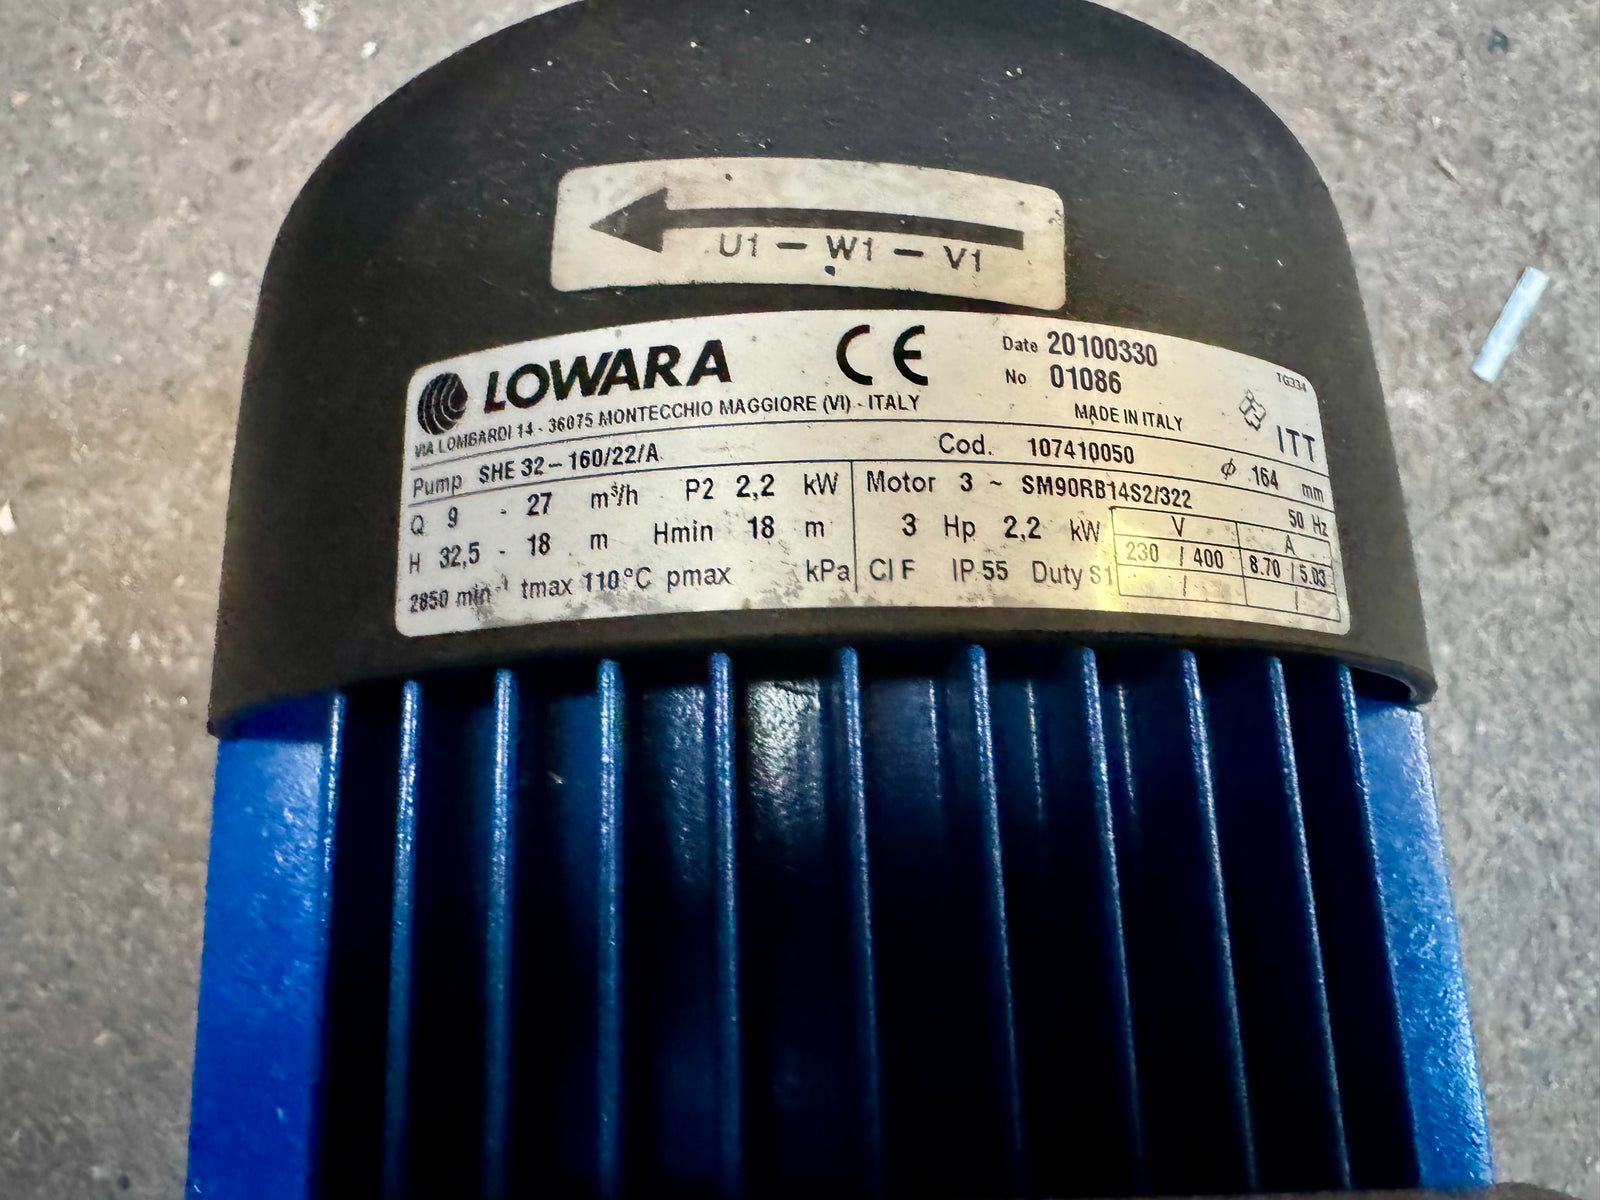 U1 – W1 – V1
LOWARA CE Date 20100330
No 01086 TG334
VIA LOMBARDI 14 - 36075 MONTECCHIO MAGGIORE (VI) - ITALY MADE IN ITALY ITT
Pump SHE 32-160/22/A Cod. 107410050 ϕ 164 mm
Q 9 - 27 m³/h P2 2,2 kW
H 32,5 - 18 m Hmin 18 m
2850 min⁻¹ tmax 110°C pmax kPa
Motor 3 ~ SM90RB14S2/322 50 Hz
3 Hp 2,2 kW V A
Cl F IP 55 Duty S1 230 / 400 8.70 / 5.03
/ /